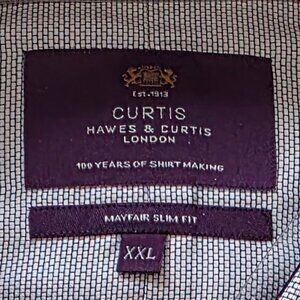 Est. 1913
CURTIS
HAWES & CURTIS
LONDON
100 YEARS OF SHIRT MAKING
MAYFAIR SLIM FIT
XXL